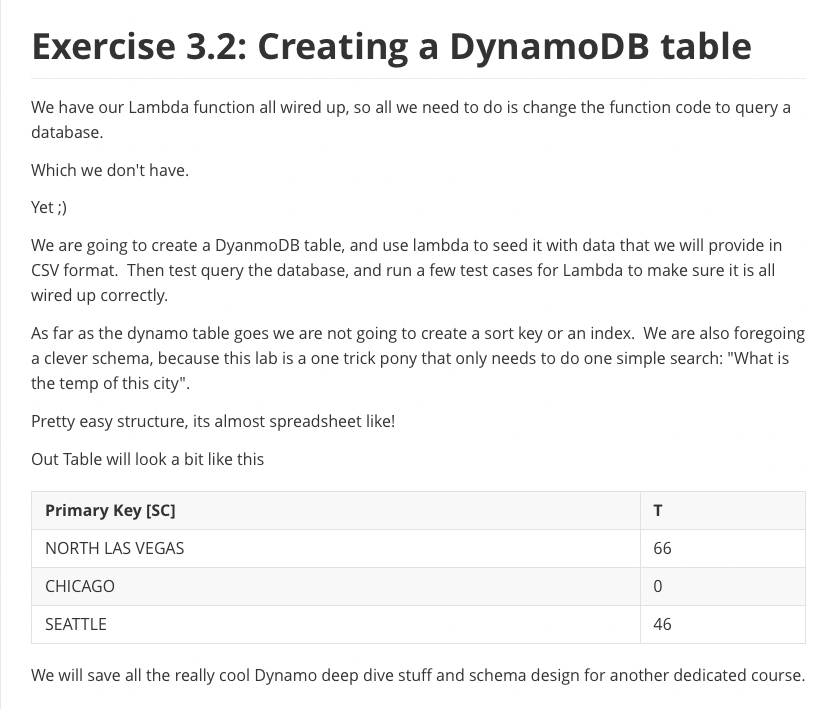 Exercise 3.2: Creating a DynamoDB table
We have our Lambda function all wired up, so all we need to do is change the function code to query a
database.
Which we don't have.
Yet ;)
We are going to create a DyanmoDB table, and use lambda to seed it with data that we will provide in
CSV format.  Then test query the database, and run a few test cases for Lambda to make sure it is all
wired up correctly.
As far as the dynamo table goes we are not going to create a sort key or an index.  We are also foregoing
a clever schema, because this lab is a one trick pony that only needs to do one simple search: "What is
the temp of this city".
Pretty easy structure, its almost spreadsheet like!
Out Table will look a bit like this
Primary Key [SC] T
NORTH LAS VEGAS 66
CHICAGO 0
SEATTLE 46
We will save all the really cool Dynamo deep dive stuff and schema design for another dedicated course.